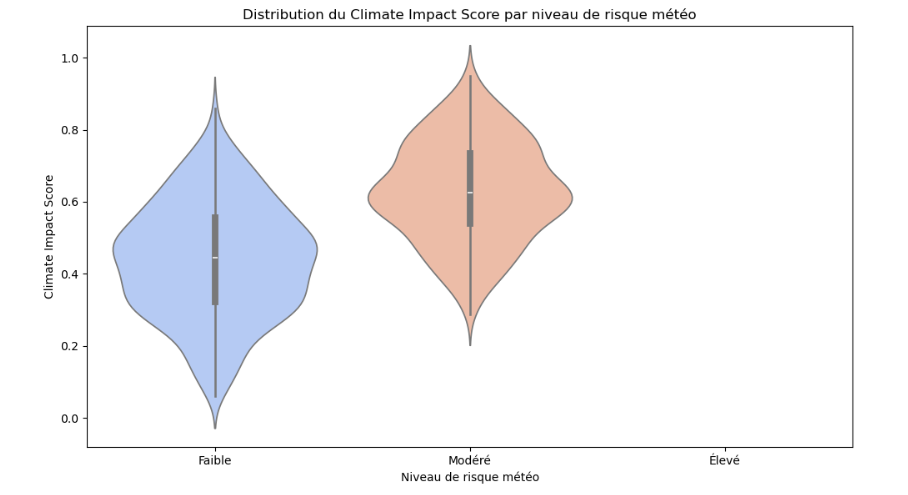 Distribution du Climate Impact Score par niveau de risque météo
Climate Impact Score
1.0
0.8
0.6
0.4
0.2
0.0
Faible
Modéré
Élevé
Niveau de risque météo